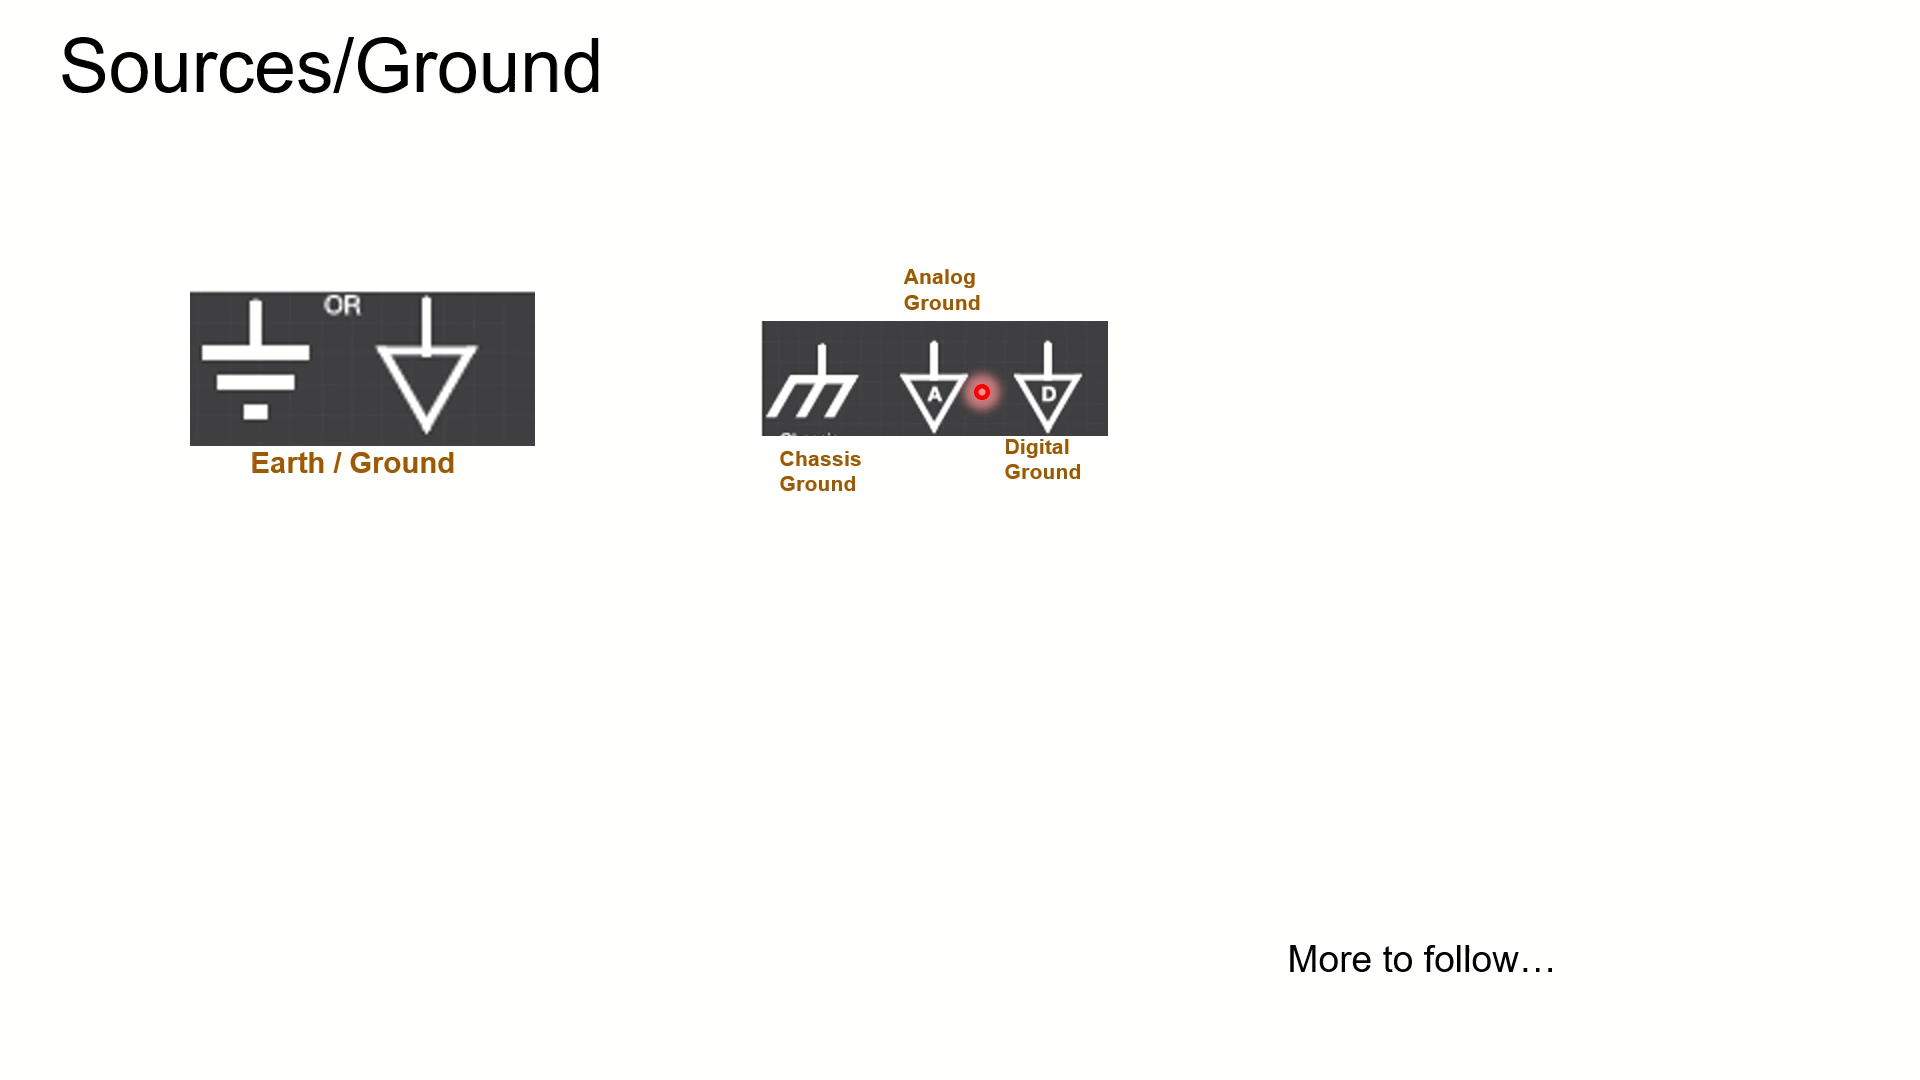 Sources/Ground
OR
Earth / Ground
Analog
Ground
A
D
Chassis
Ground
Digital
Ground
More to follow…